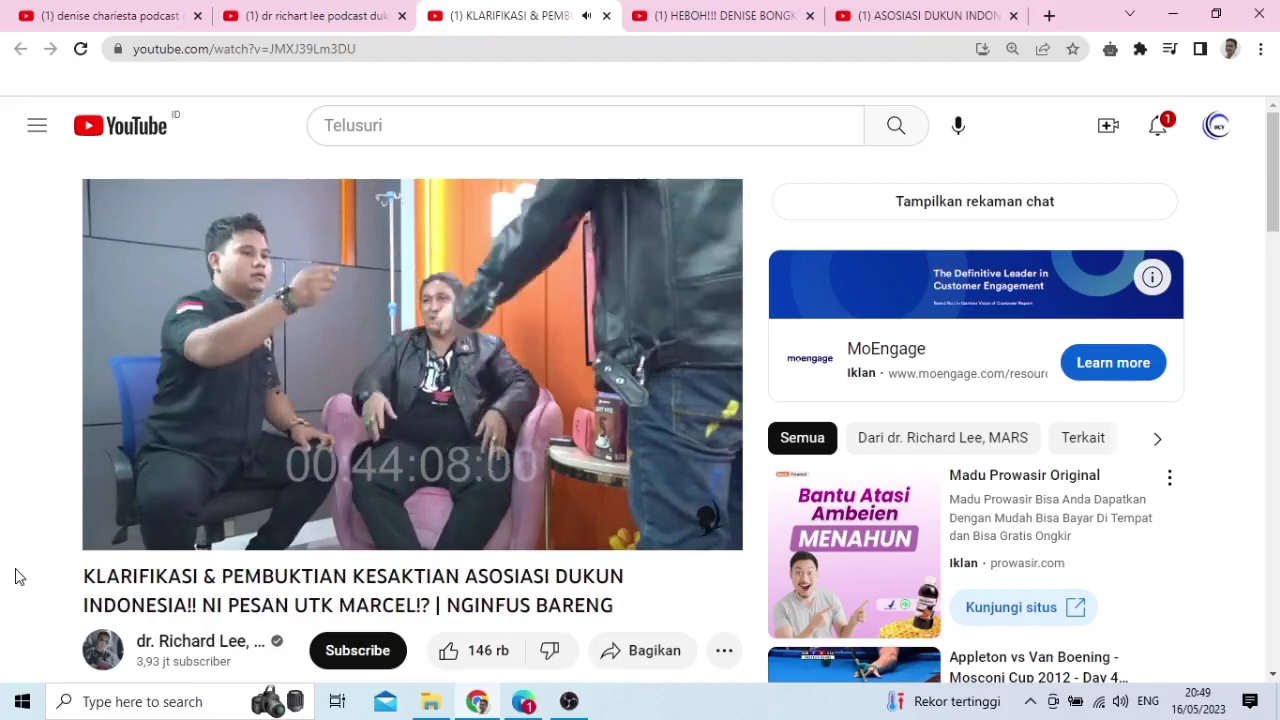 (1) denise chariesta podcast
(1) dr richard lee podcast duk
(1) KLARIFIKASI & PEMB
(1) HEBOH!! DENISE BONGK
(1) ASOSIASI DUKUN INDON
youtube.com/watch?v=JMXJ39Lm3DU
YouTube ID
Telusuri
1
Tampilkan rekaman chat
The Definitive Leader in
Customer Engagement
moengage
MoEngage
Iklan · www.moengage.com/resour
Learn more
Semua
Dari dr. Richard Lee, MARS
Terkait
00:44:08:00
Bantu Atasi
Ambeien
MENAHUN
Madu Prowasir Original
Madu Prowasir Bisa Anda Dapatkan
Dengan Mudah Bisa Bayar Di Tempat
dan Bisa Gratis Ongkir
Iklan · prowasir.com
Kunjungi situs
KLARIFIKASI & PEMBUKTIAN KESAKTIAN ASOSIASI DUKUN
INDONESIA!! NI PESAN UTK MARCEL!? | NGINFUS BARENG
dr. Richard Lee, ...
3,93 jt subscriber
Subscribe
146 rb
Bagikan
Appleton vs Van Boening -
Mosconi Cup 2012 - Day 4...
Type here to search
1
Rekor tertinggi
ENG
20:49
16/05/2023